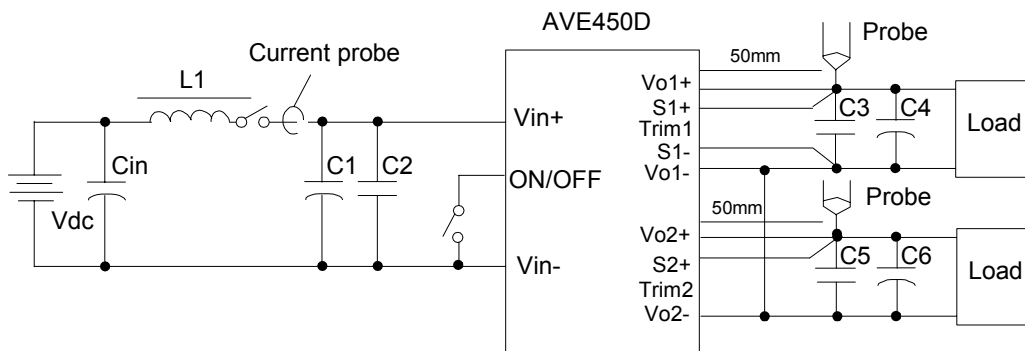 AVE450D
Current probe
L1
Vdc
Cin
C1
C2
Vin+
ON/OFF
Vin-
Vo1+
S1+
Trim1
S1-
Vo1-
Vo2+
S2+
Trim2
Vo2-
50mm
Probe
C3
C4
Load
50mm
Probe
C5
C6
Load